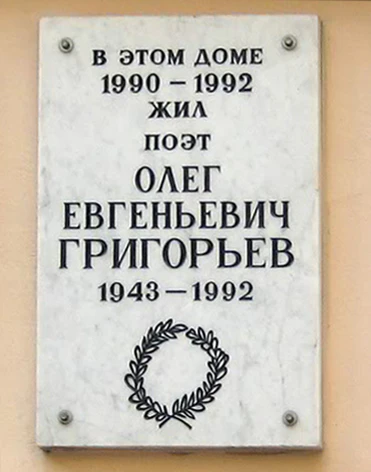 В ЭТОМ ДОМЕ
1990 – 1992
ЖИЛ
ПОЭТ
ОЛЕГ
ЕВГЕНЬЕВИЧ
ГРИГОРЬЕВ
1943 – 1992